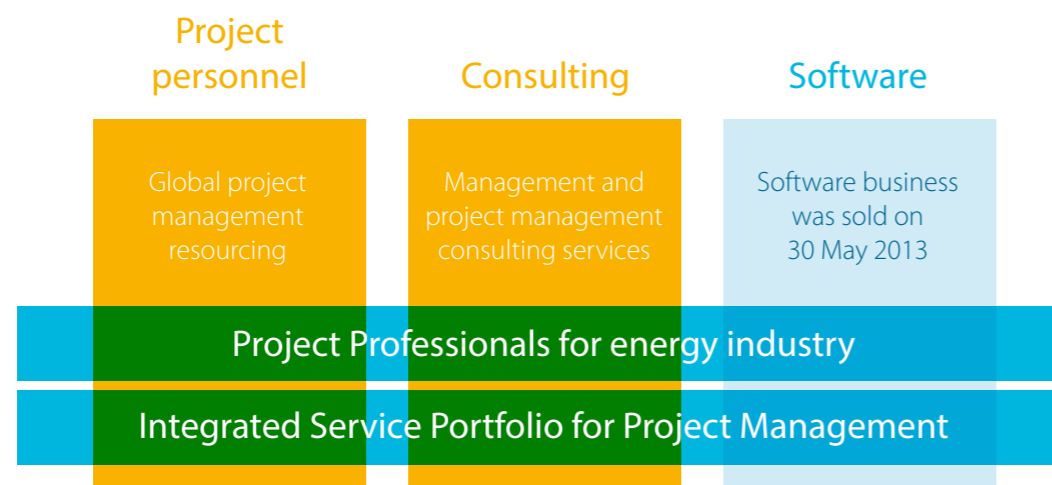 Project
personnel
Consulting
Software
Global project
management
resourcing
Management and
project management
consulting services
Software business
was sold on
30 May 2013
Project Professionals for energy industry
Integrated Service Portfolio for Project Management